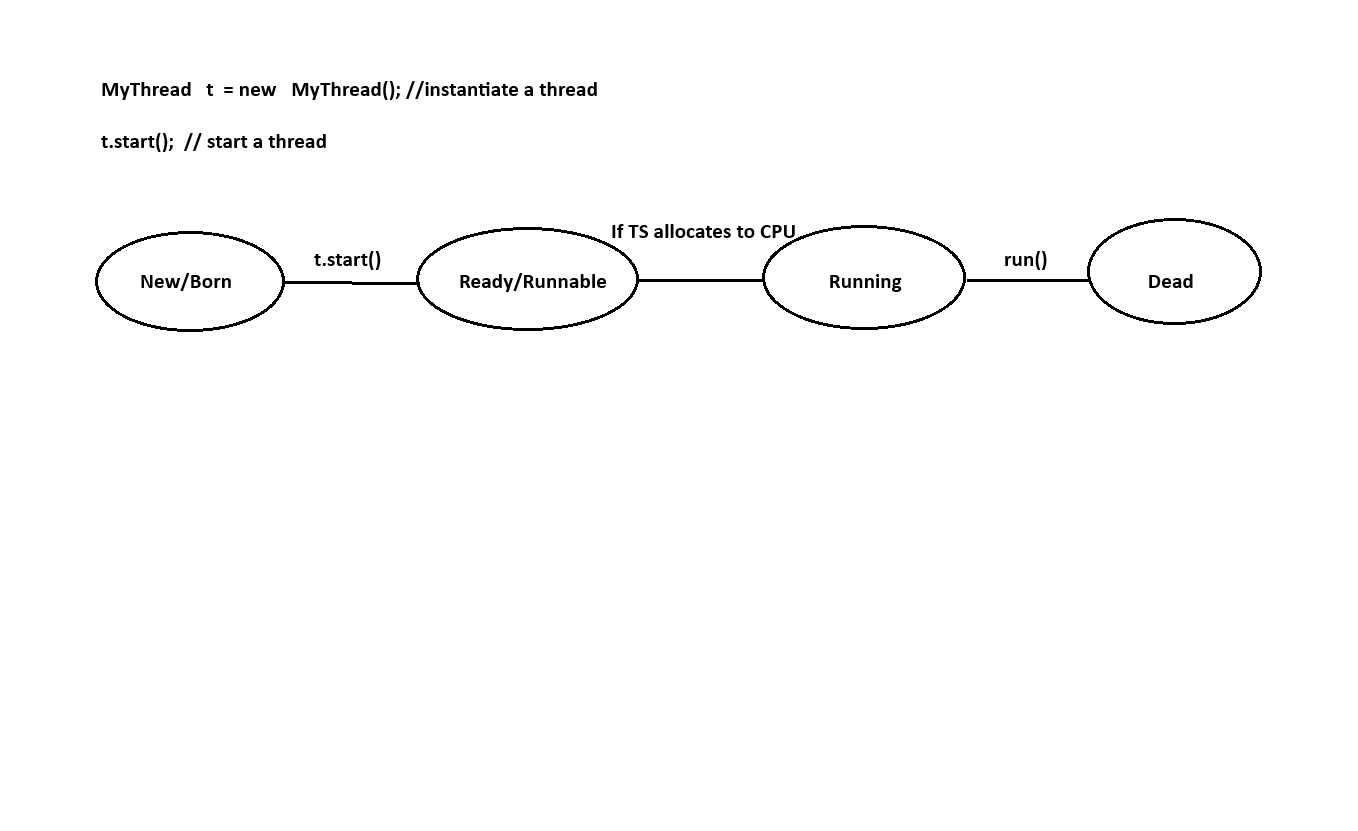 MyThread t = new MyThread(); //instantiate a thread
t.start(); // start a thread
If TS allocates to CPU
t.start()
run()
New/Born
Ready/Runnable
Running
Dead